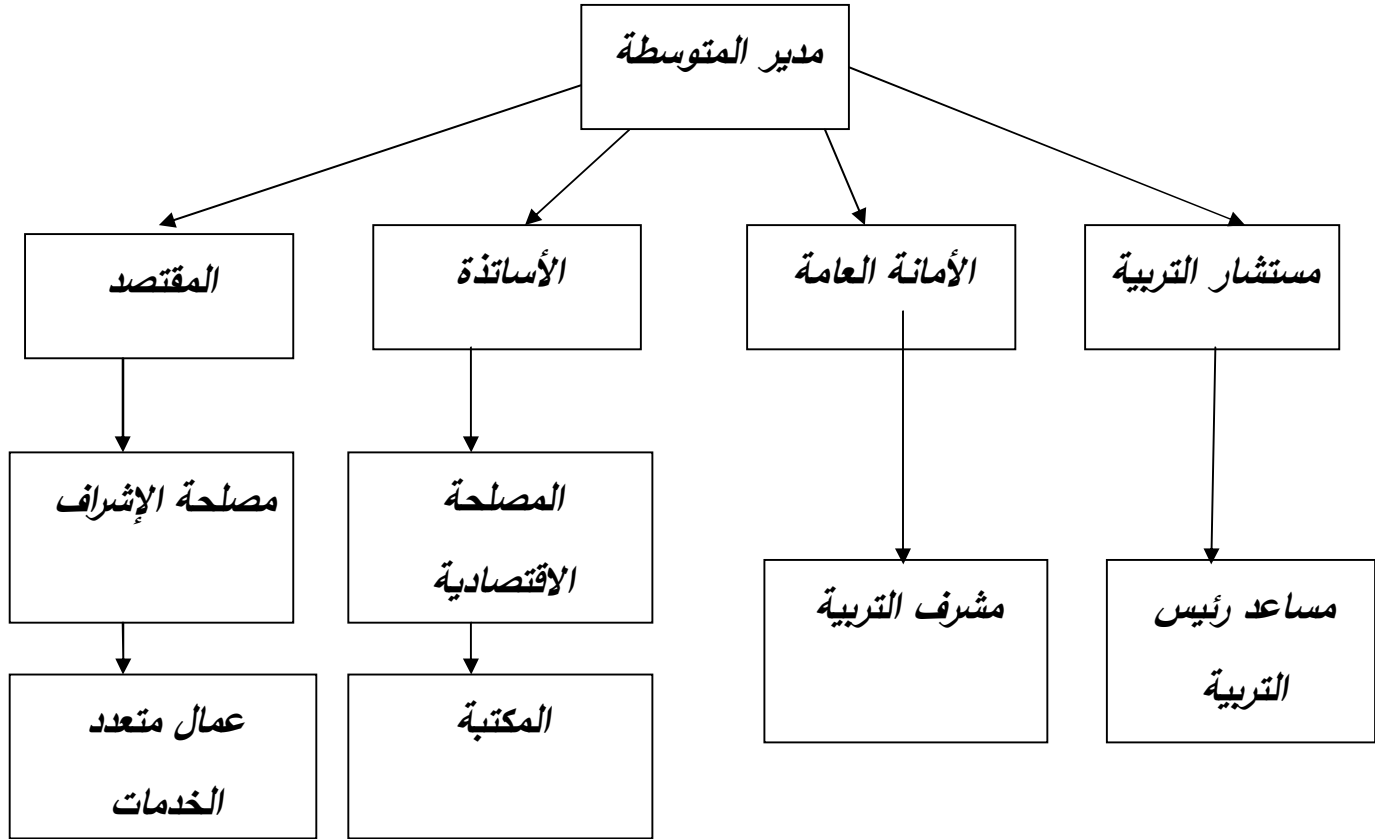 مدير المتوسطة
مستشار التربية
الأمانة العامة
الأساتذة
المقتصد
مصلحة الإشراف
المصلحة
الاقتصادية
مشرف التربية
مساعد رئيس
التربية
المكتبة
عمال متعدد
الخدمات